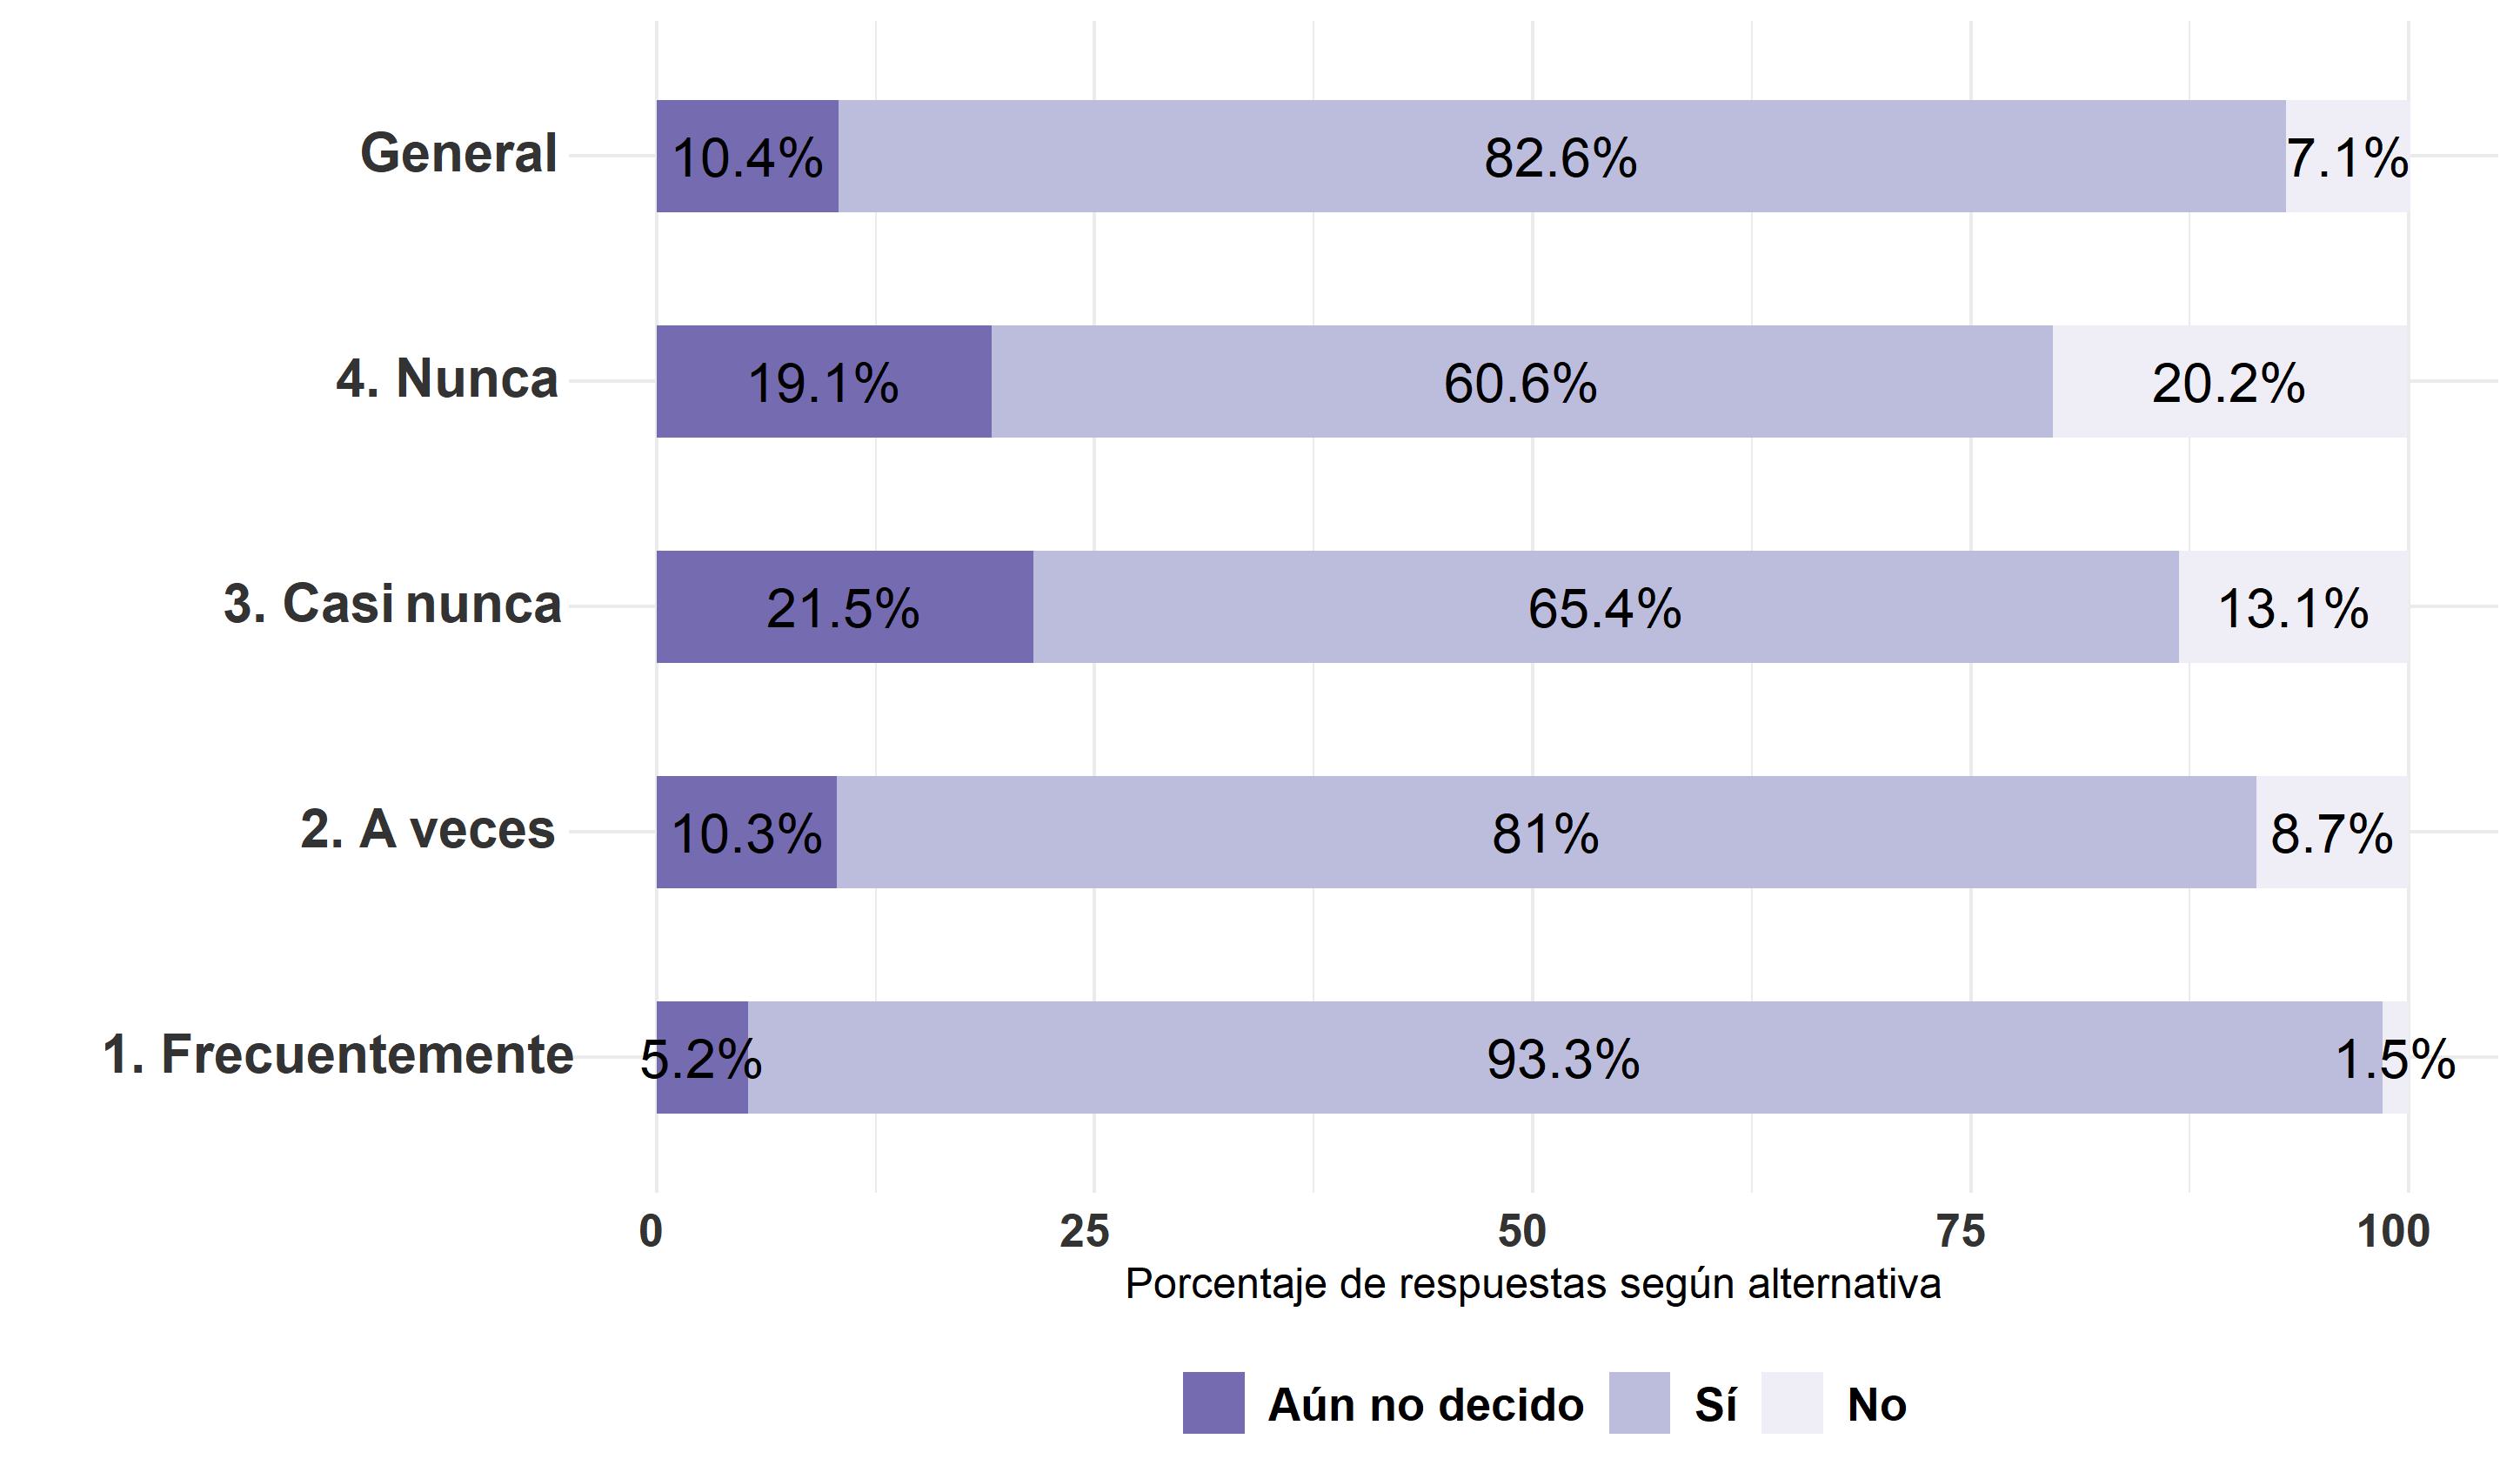 General 10.4% 82.6% 7.1%
4. Nunca 19.1% 60.6% 20.2%
3. Casi nunca 21.5% 65.4% 13.1%
2. A veces 10.3% 81% 8.7%
1. Frecuentemente 5.2% 93.3% 1.5%
0 25 50 75 100
Porcentaje de respuestas según alternativa
Aún no decido Sí No